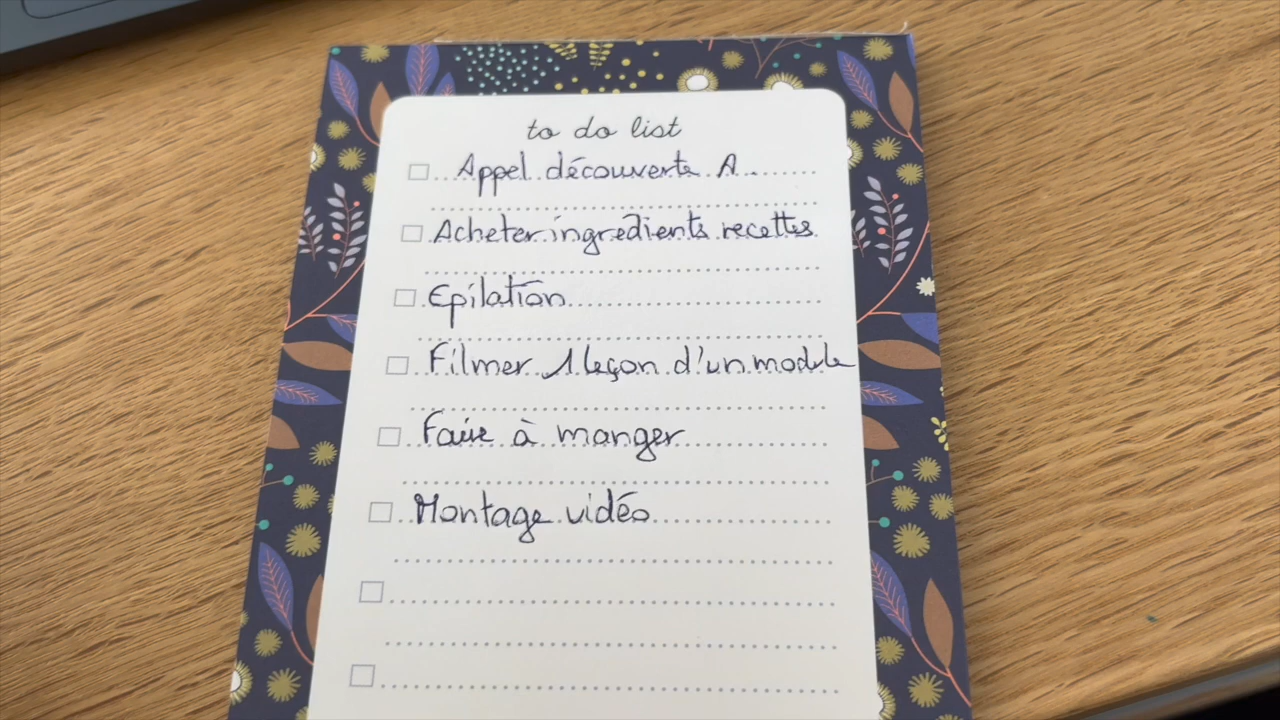 to do list
Appel découverte A.
Acheter ingrédients recettes
Epilation
Filmer 1 leçon d'un module
Faire à manger
Montage vidéo